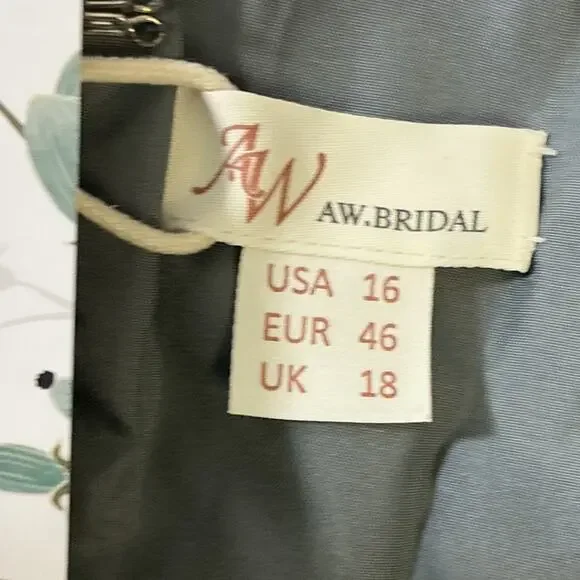 AW
AW.BRIDAL
USA 16
EUR 46
UK 18